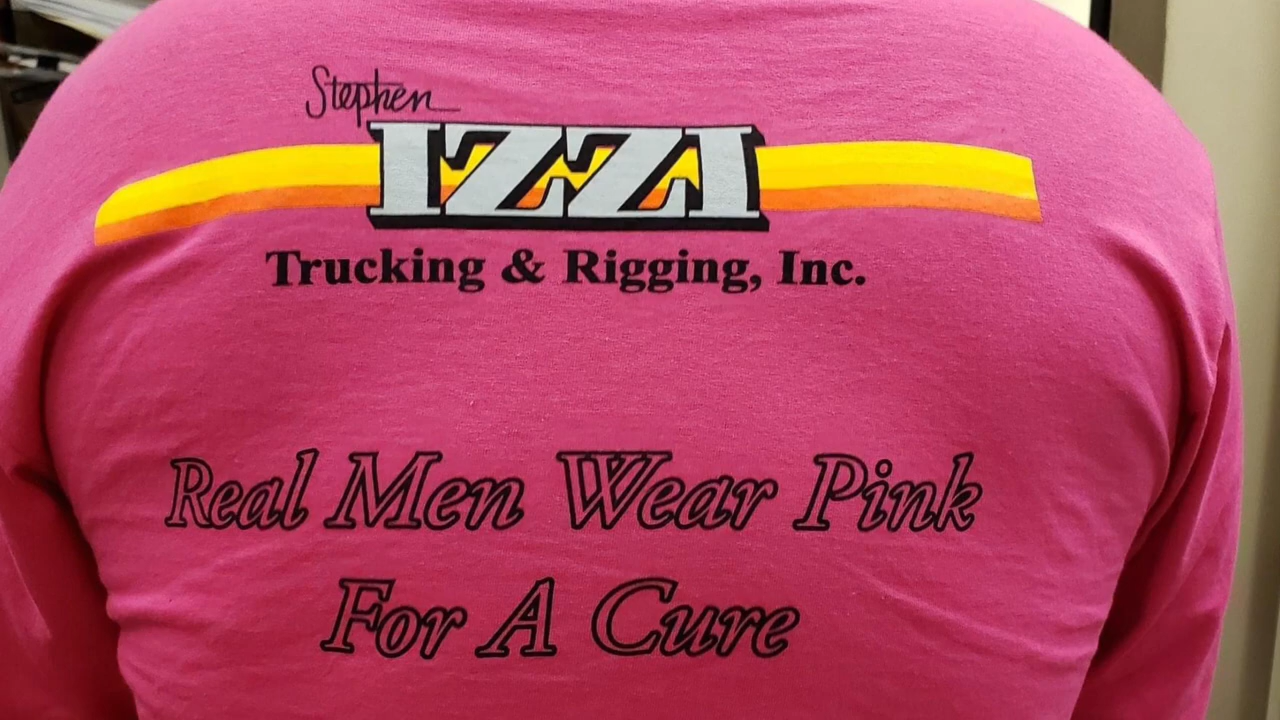 Stephen
IZZI
Trucking & Rigging, Inc.
Real Men Wear Pink
For A Cure